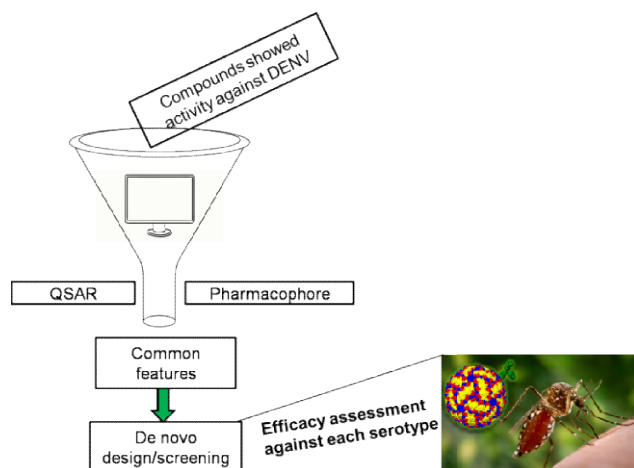 Compounds showed
activity against DENV
QSAR
Pharmacophore
Common
features
De novo
design/screening
Efficacy assessment
against each serotype